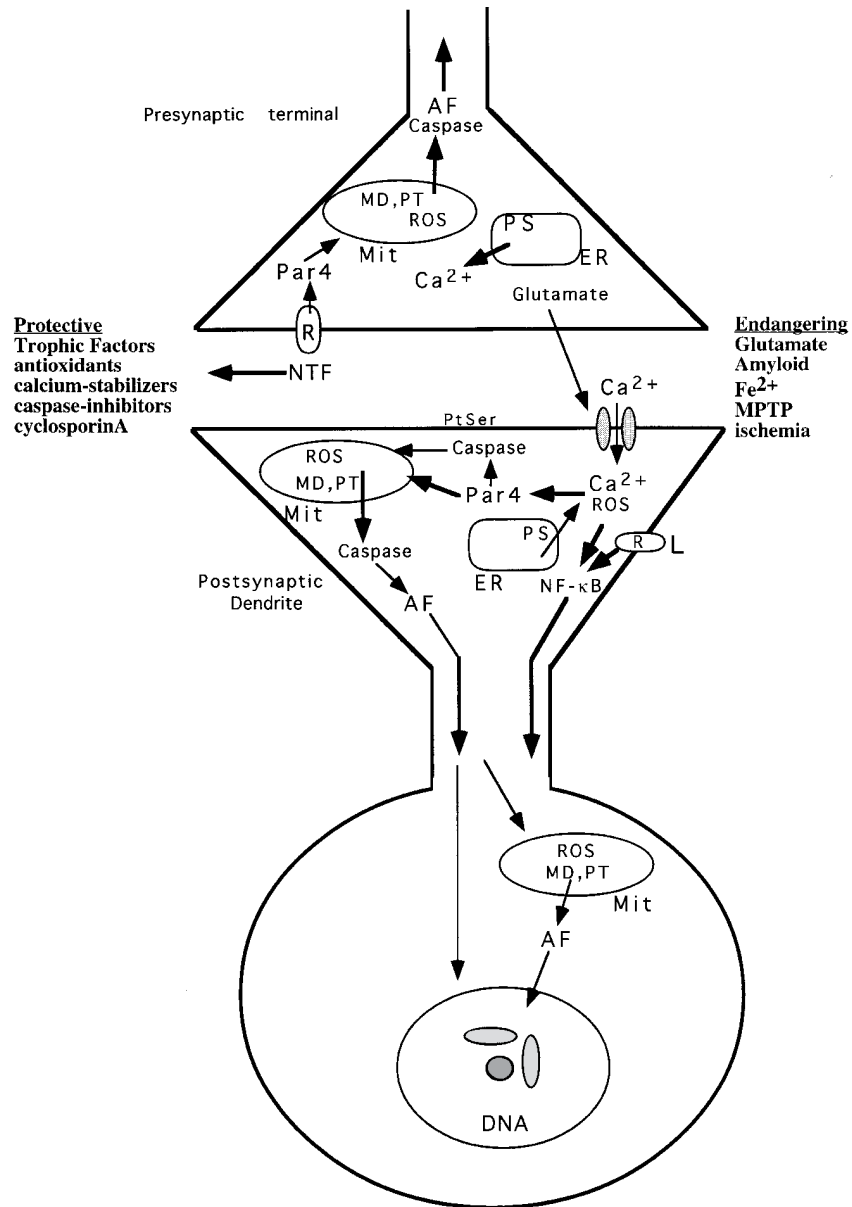 AF
Presynaptic terminal
Caspase
MD,PT
ROS
PS
Mit
ER
Par4
Ca2+
Glutamate
R
Protective
Trophic Factors
antioxidants
calcium-stabilizers
caspase-inhibitors
cyclosporinA
NTF
Endangering
Glutamate
Amyloid
Fe2+
MPTP
ischemia
Ca2+
PtSer
ROS
MD,PT
Mit
Caspase
Par4
Ca2+
ROS
PS
ER
R
L
NF-κB
Caspase
AF
Postsynaptic
Dendrite
ROS
MD,PT
Mit
AF
DNA